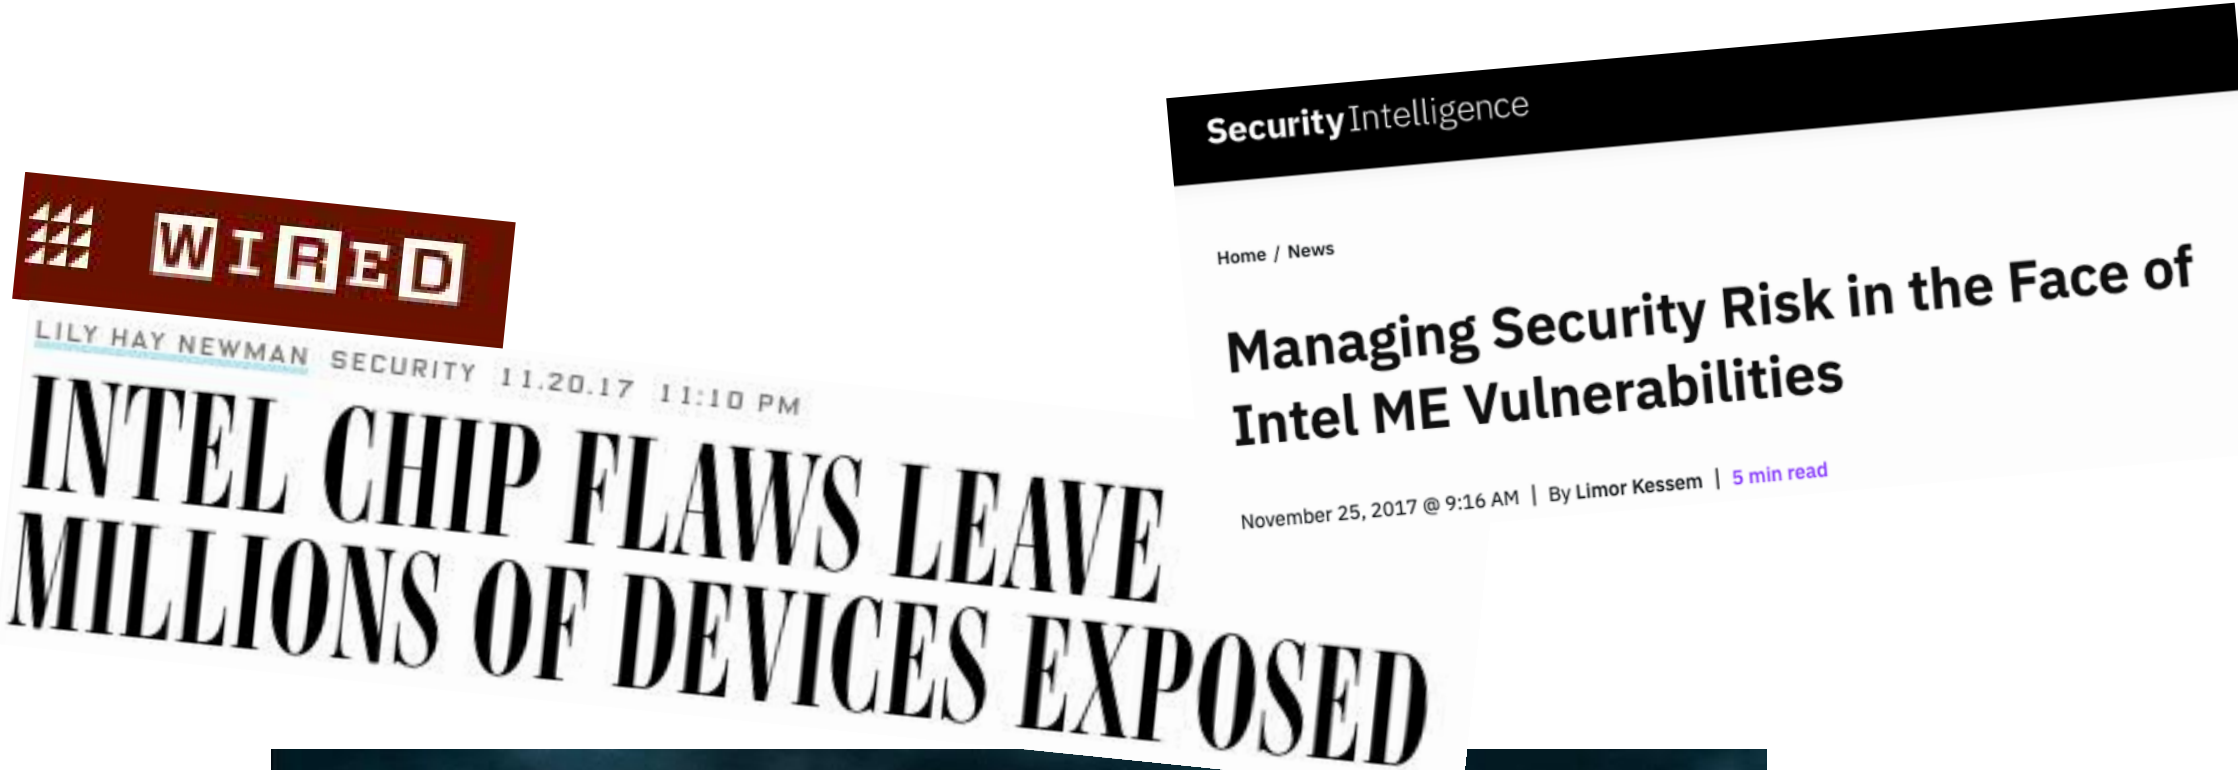 WIRED
LILY HAY NEWMAN SECURITY 11.20.17 11:10 PM
INTEL CHIP FLAWS LEAVE
MILLIONS OF DEVICES EXPOSED
SecurityIntelligence
Home / News
Managing Security Risk in the Face of
Intel ME Vulnerabilities
November 25, 2017 @ 9:16 AM | By Limor Kessem | 5 min read